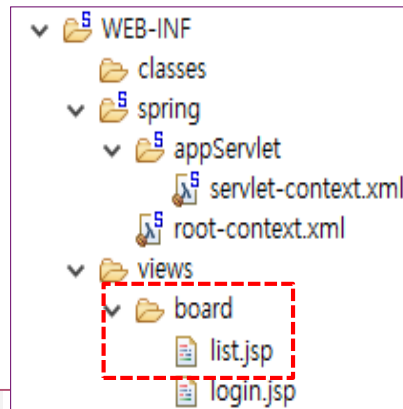 WEB-INF
classes
spring
appServlet
servlet-context.xml
root-context.xml
views
board
list.jsp
login.jsp